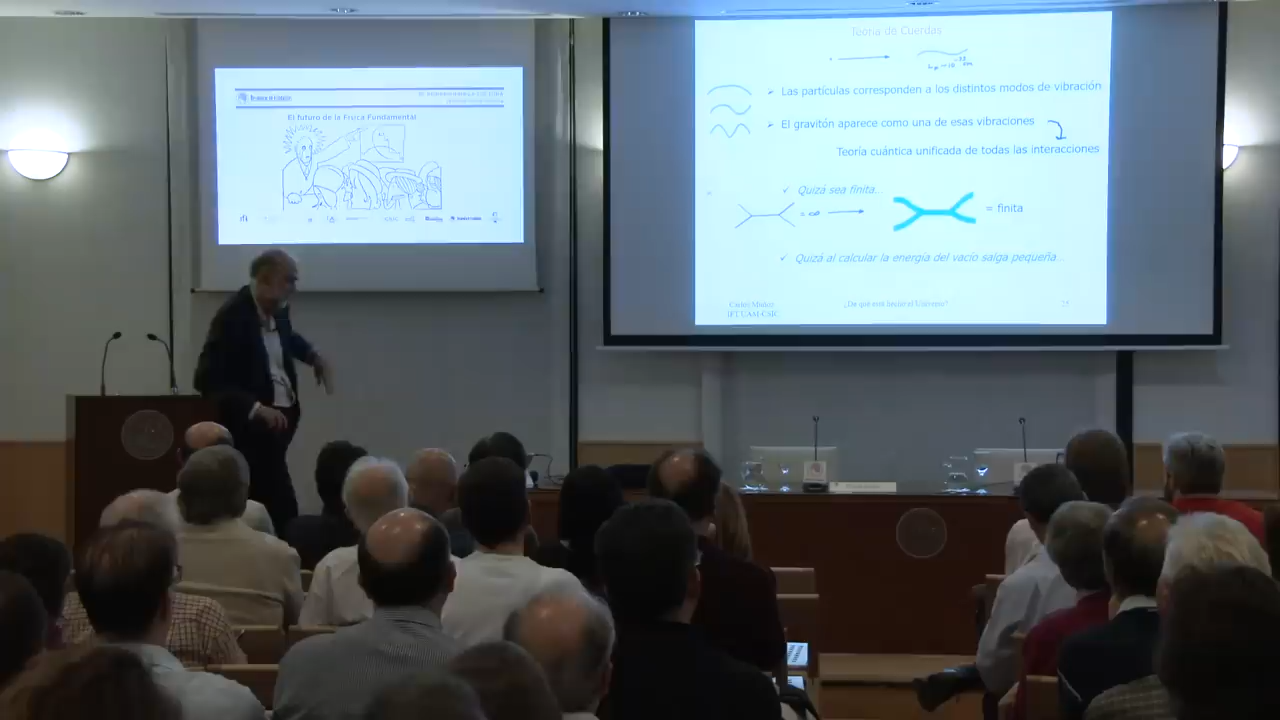 El futuro de la Física Fundamental
Teoría de Cuerdas
➢ Las partículas corresponden a los distintos modos de vibración
➢ El gravitón aparece como una de esas vibraciones
Teoría cuántica unificada de todas las interacciones
✓ Quizá sea finita...
= ∞
= finita
✓ Quizá al calcular la energía del vacío salga pequeña...
Carlos Muñoz
IFT UAM-CSIC
¿De qué está hecho el Universo?